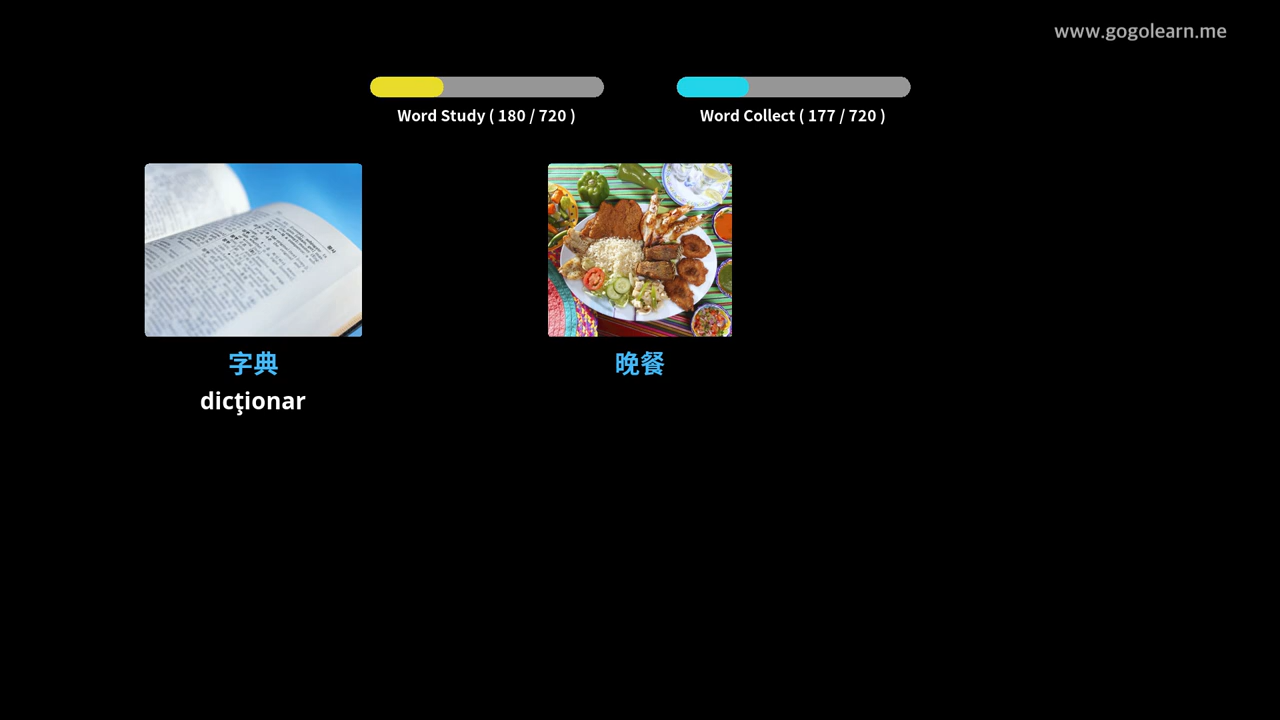 www.gogolearn.me
Word Study ( 180 / 720 )
Word Collect ( 177 / 720 )
字典
dicţionar
晚餐